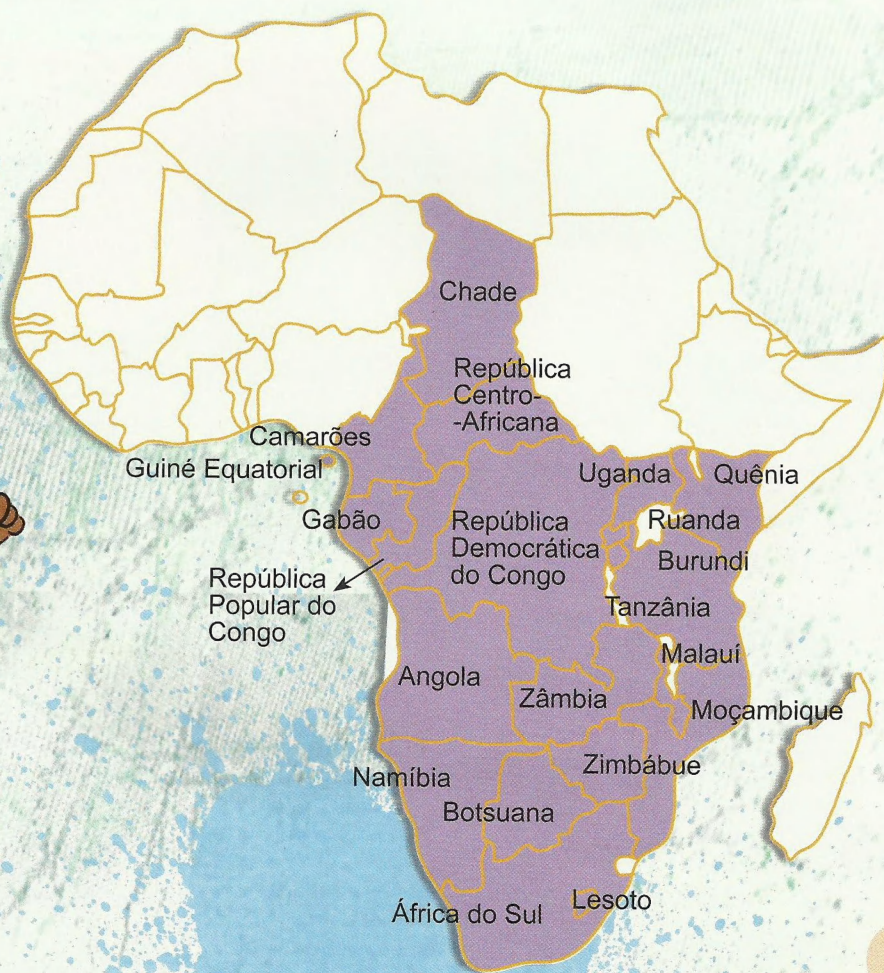 Chade
República
Centro-
-Africana
Camarões
Guiné Equatorial
Uganda
Quênia
Gabão
República
Democrática
do Congo
Ruanda
Burundi
República
Popular do
Congo
Tanzânia
Malauí
Angola
Zâmbia
Moçambique
Namíbia
Zimbábue
Botsuana
África do Sul
Lesoto